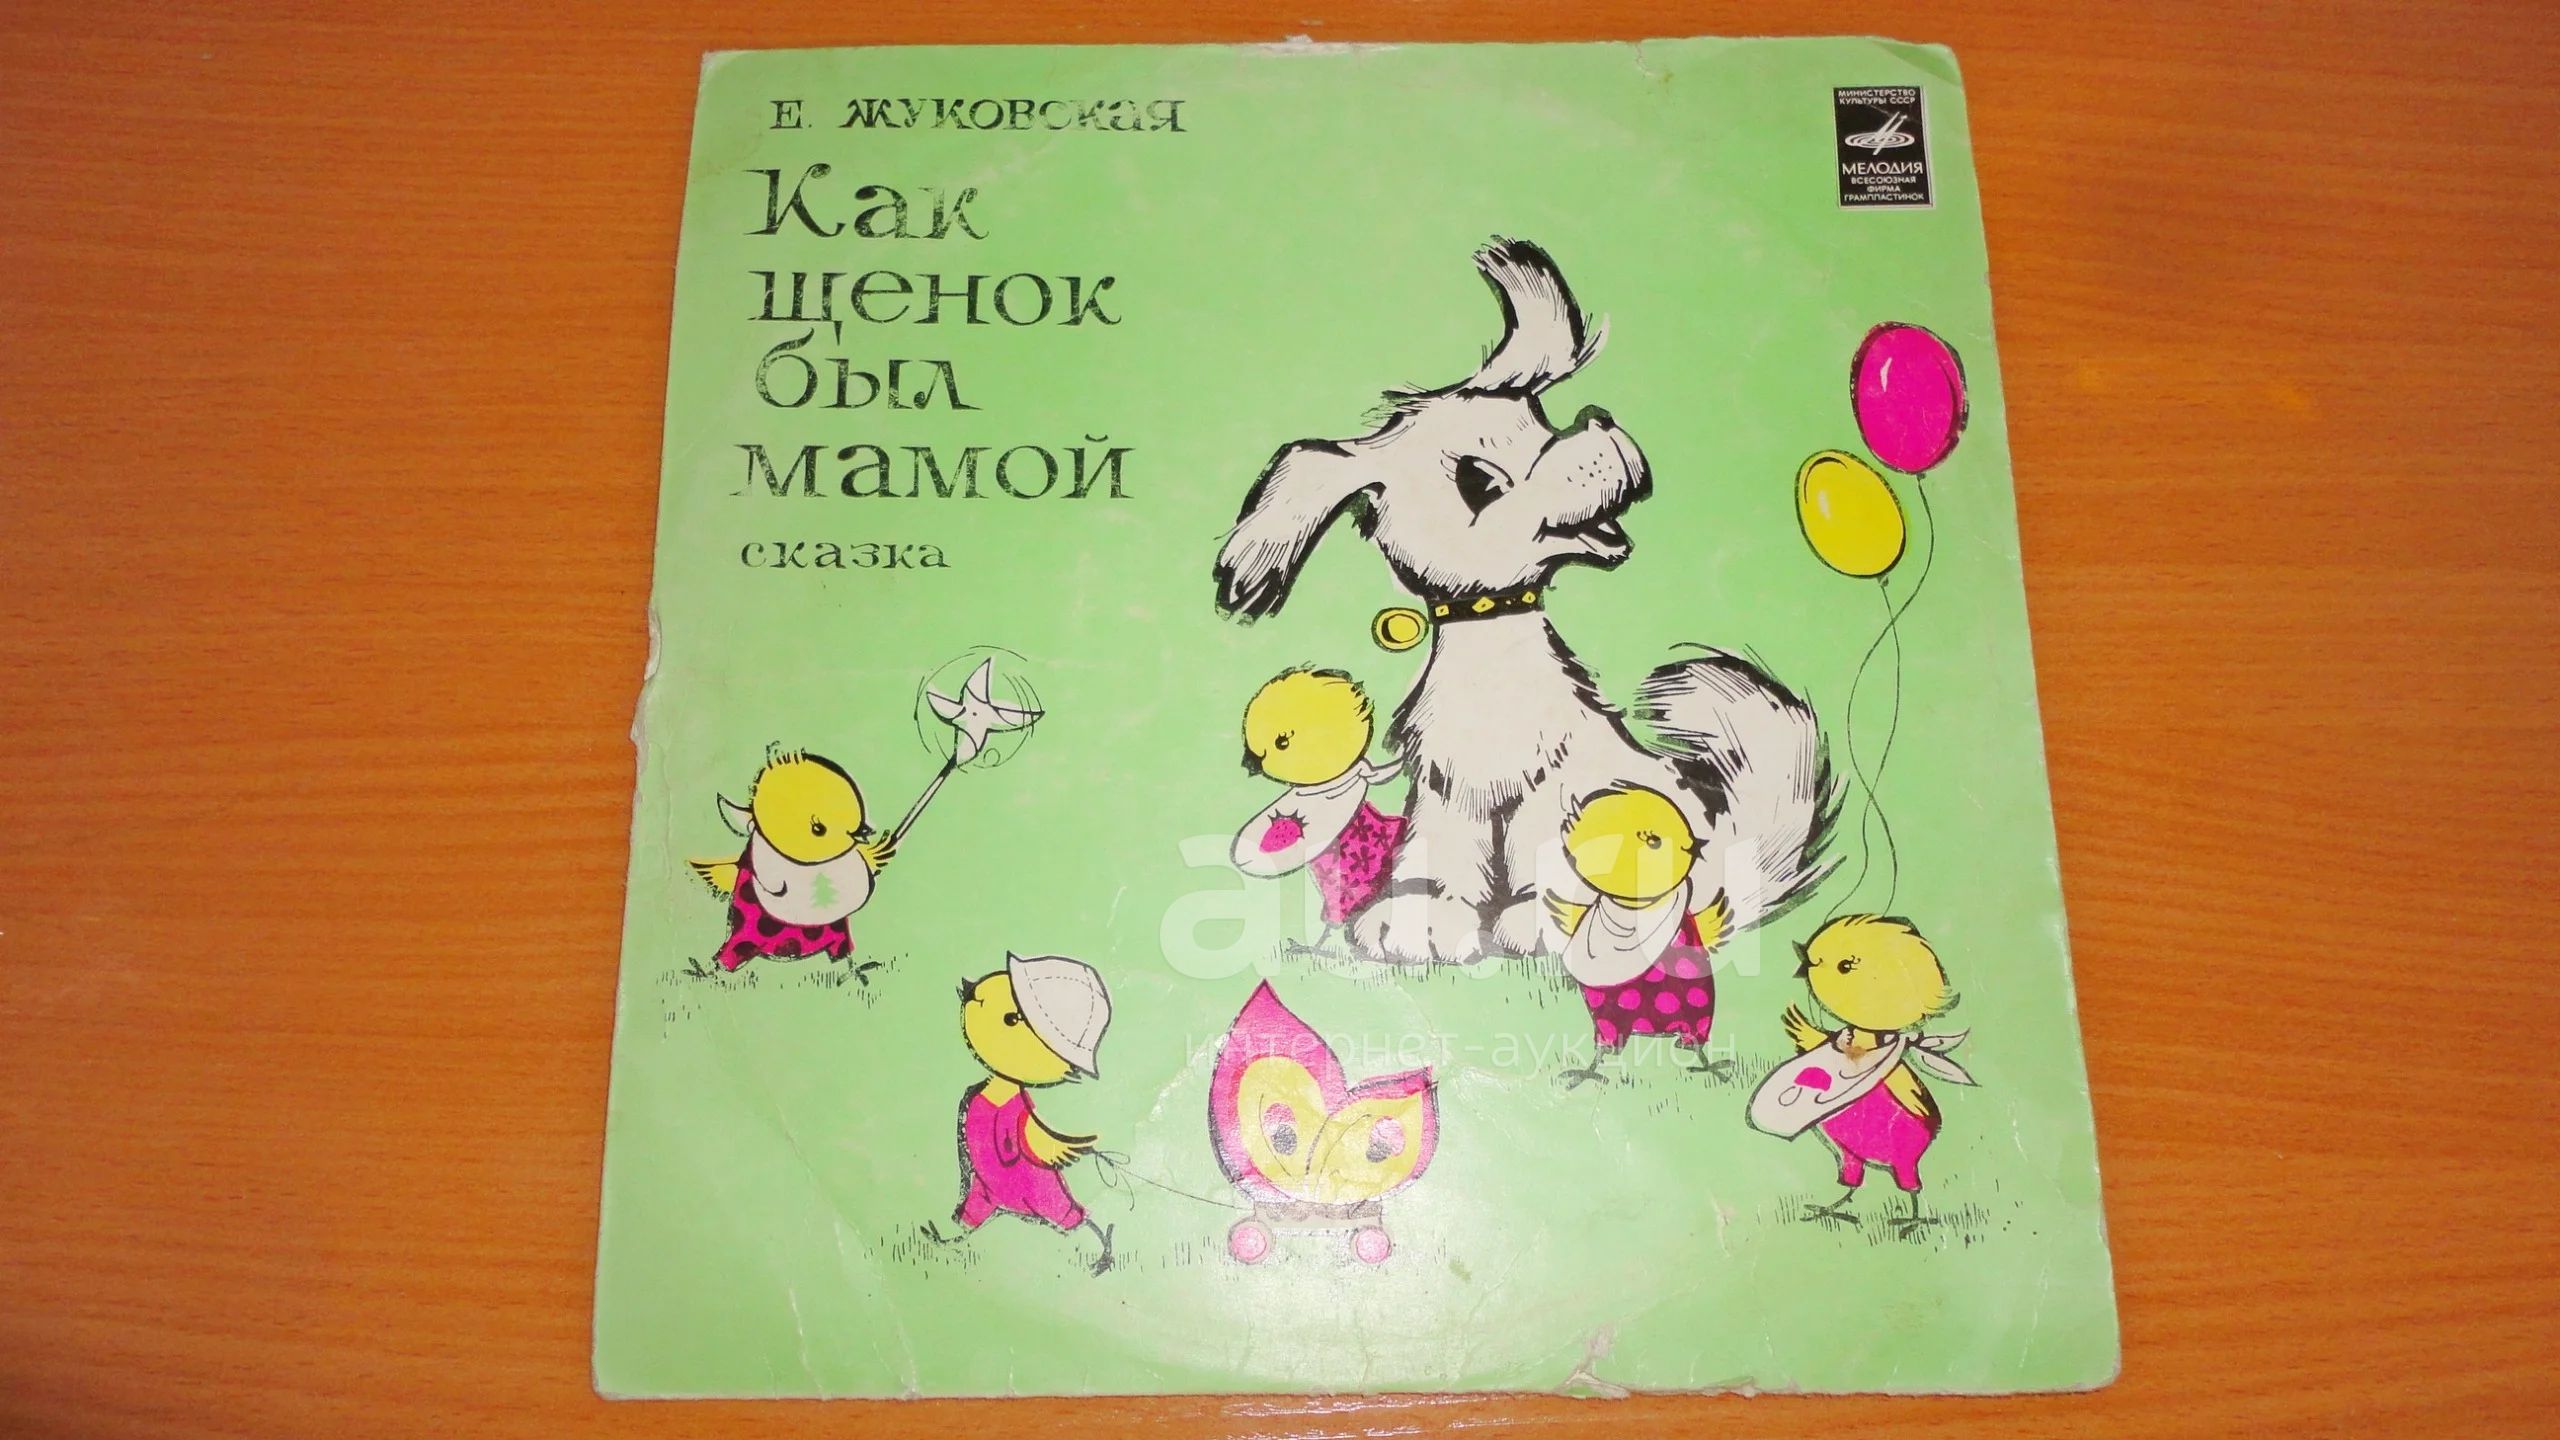 Е. ЖУКОВСКАЯ
Как
щенок
был
мамой
сказка
МИНИСТЕРСТВО
КУЛЬТУРЫ СССР
МЕЛОДИЯ
ВСЕСОЮЗНАЯ
ФИРМА
ГРАМПЛАСТИНОК
au.ru
интернет-аукцион